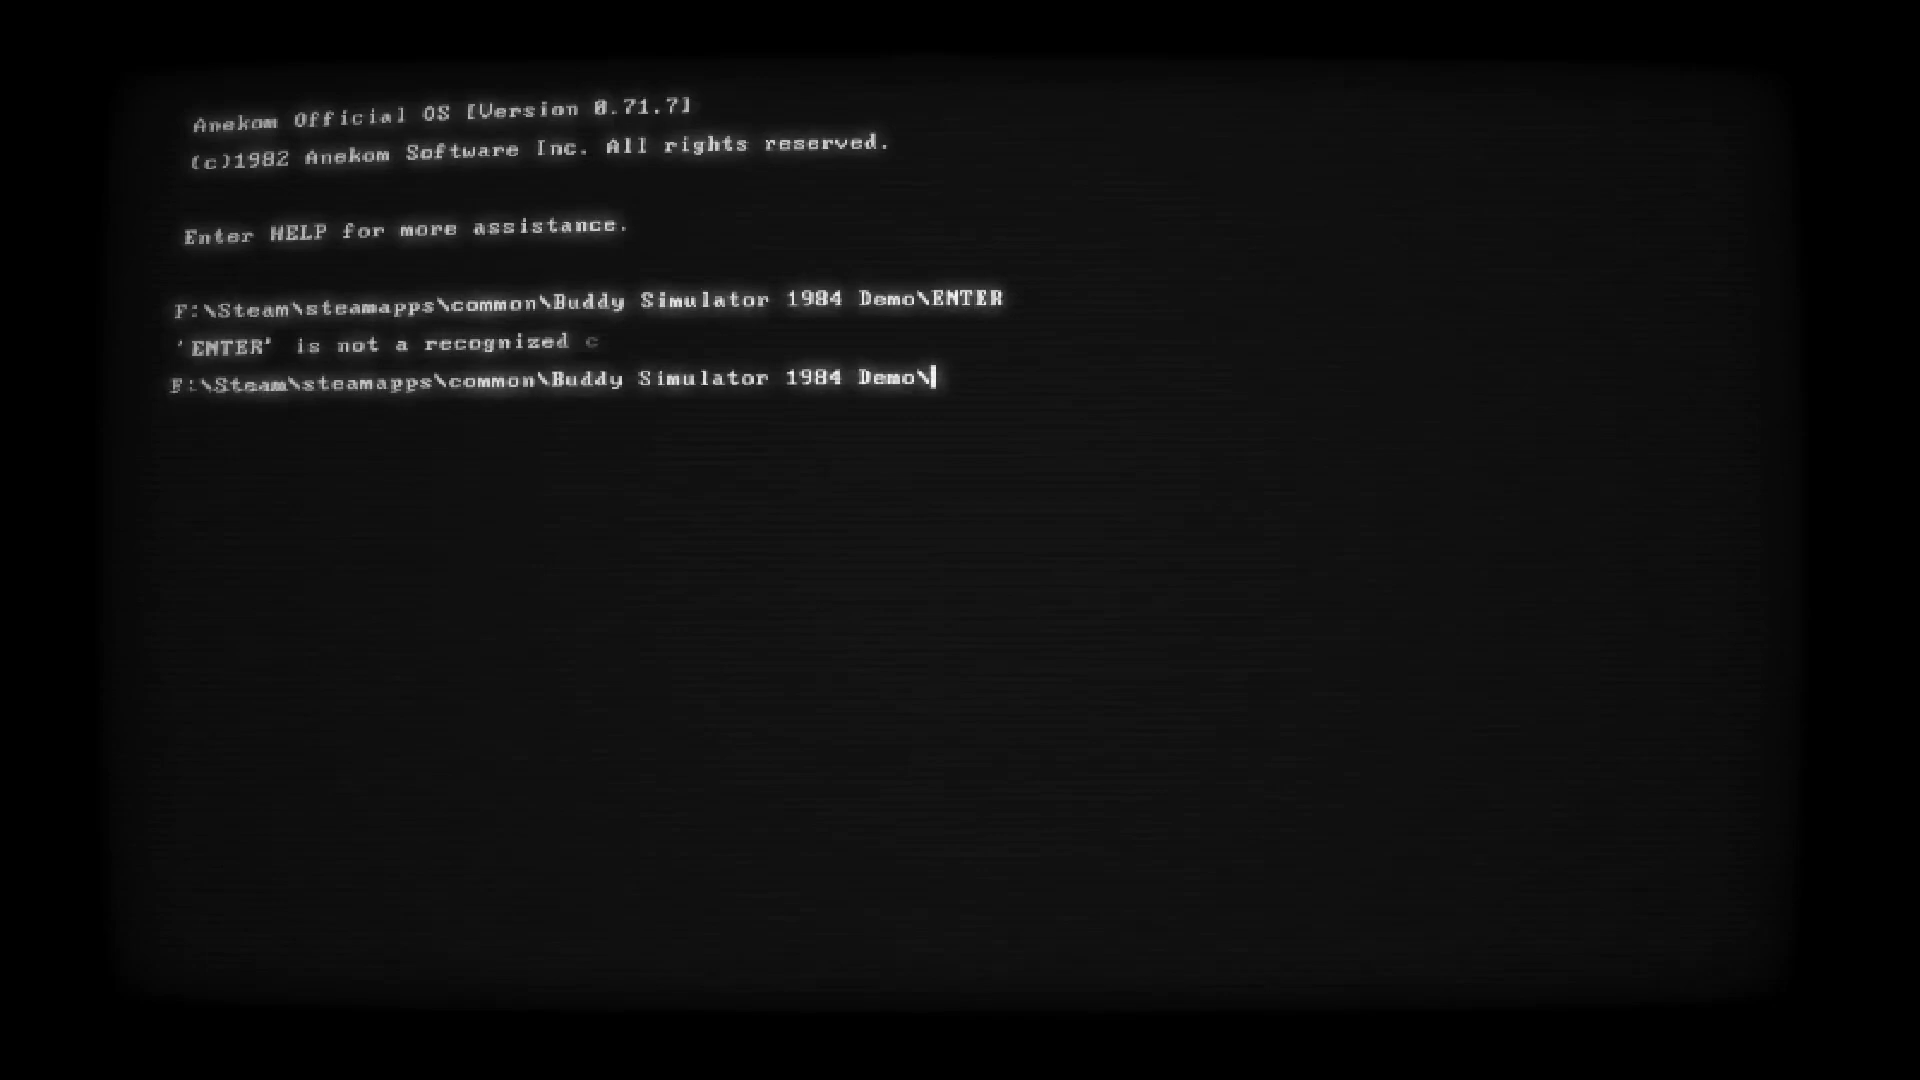 Anekom Official OS [Version 0.71.7]
(c)1982 Anekom Software Inc. All rights reserved.
Enter HELP for more assistance.
F:\Steam\steamapps\common\Buddy Simulator 1984 Demo\ENTER
'ENTER' is not a recognized c
F:\Steam\steamapps\common\Buddy Simulator 1984 Demo\